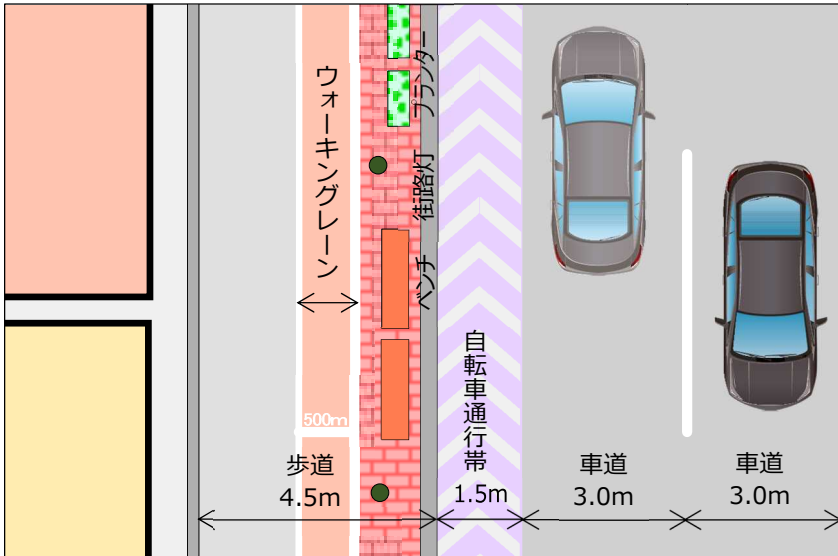 ウォーキングレーン
プランター
街路灯
ベンチ
500m
自転車通行帯
歩道
4.5m
1.5m
車道
3.0m
車道
3.0m